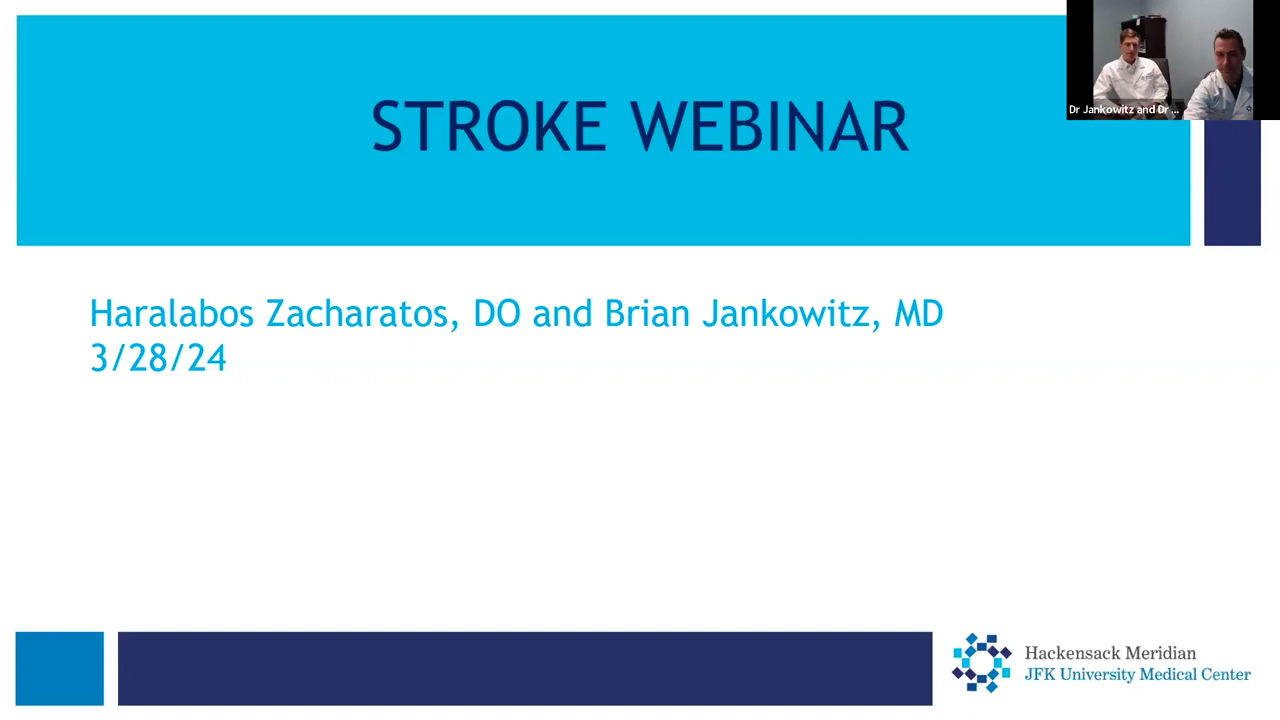 STROKE WEBINAR
Dr Jankowitz and Dr ...
Haralabos Zacharatos, DO and Brian Jankowitz, MD
3/28/24
Hackensack Meridian
JFK University Medical Center